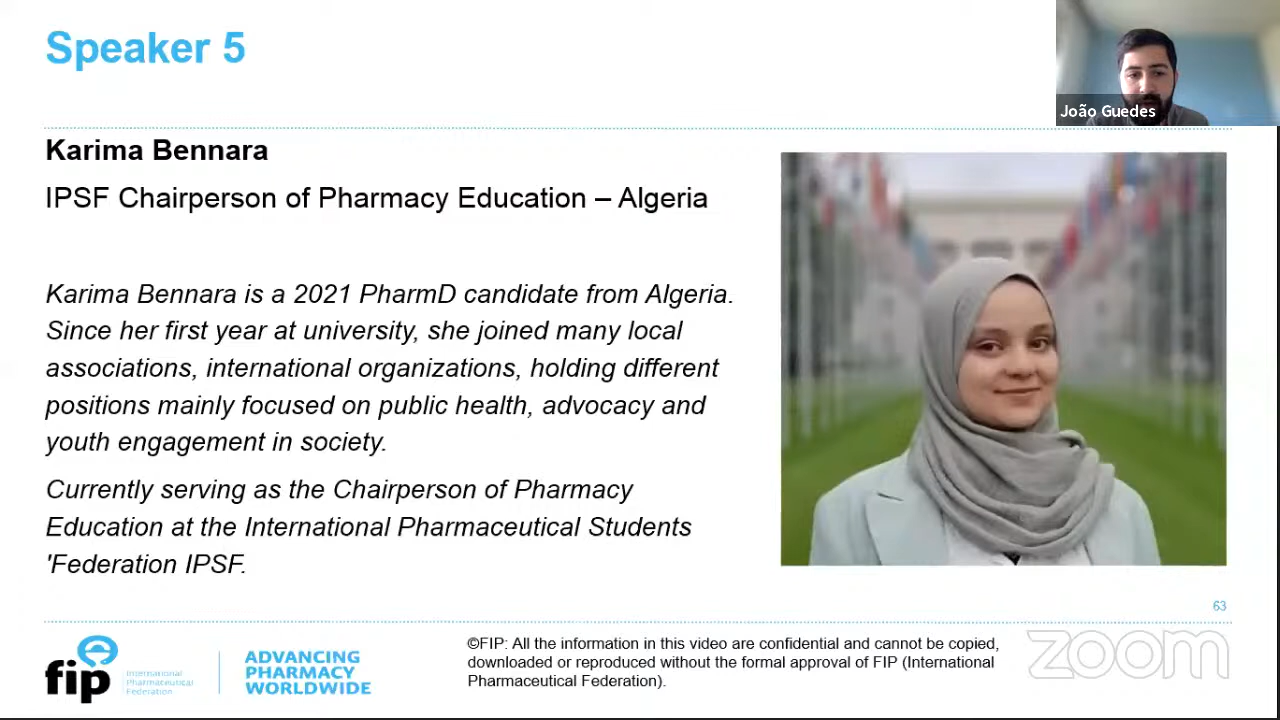 Speaker 5
João Guedes
Karima Bennara
IPSF Chairperson of Pharmacy Education – Algeria
Karima Bennara is a 2021 PharmD candidate from Algeria.
Since her first year at university, she joined many local
associations, international organizations, holding different
positions mainly focused on public health, advocacy and
youth engagement in society.
Currently serving as the Chairperson of Pharmacy
Education at the International Pharmaceutical Students
'Federation IPSF.
63
fip
International
Pharmaceutical
Federation
ADVANCING
PHARMACY
WORLDWIDE
©FIP: All the information in this video are confidential and cannot be copied,
downloaded or reproduced without the formal approval of FIP (International
Pharmaceutical Federation).
zoom